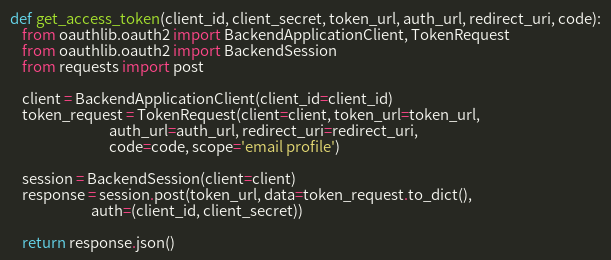 def get_access_token(client_id, client_secret, token_url, auth_url, redirect_uri, code):
from oauthlib.oauth2 import BackendApplicationClient, TokenRequest
from oauthlib.oauth2 import BackendSession
from requests import post
client = BackendApplicationClient(client_id=client_id)
token_request = TokenRequest(client=client, token_url=token_url,
auth_url=auth_url, redirect_uri=redirect_uri,
code=code, scope='email profile')
session = BackendSession(client=client)
response = session.post(token_url, data=token_request.to_dict(),
auth=(client_id, client_secret))
return response.json()